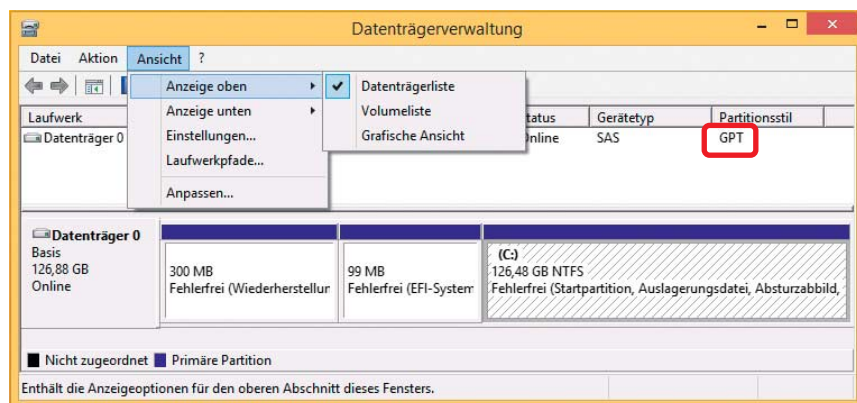 Datenträgerverwaltung
Datei Aktion Ansicht ?
Anzeige oben
Anzeige unten
Einstellungen...
Laufwerkpfade...
Anpassen...
Datenträgerliste
Volumeliste
Grafische Ansicht
Laufwerk Gerätetyp Partitionsstil
Datenträger 0 SAS GPT
Datenträger 0
Basis
126,88 GB
Online
300 MB
Fehlerfrei (Wiederherstellur
99 MB
Fehlerfrei (EFI-System
(C:)
126,48 GB NTFS
Fehlerfrei (Startpartition, Auslagerungsdatei, Absturzabbild,
Nicht zugeordnet Primäre Partition
Enthält die Anzeigeoptionen für den oberen Abschnitt dieses Fensters.